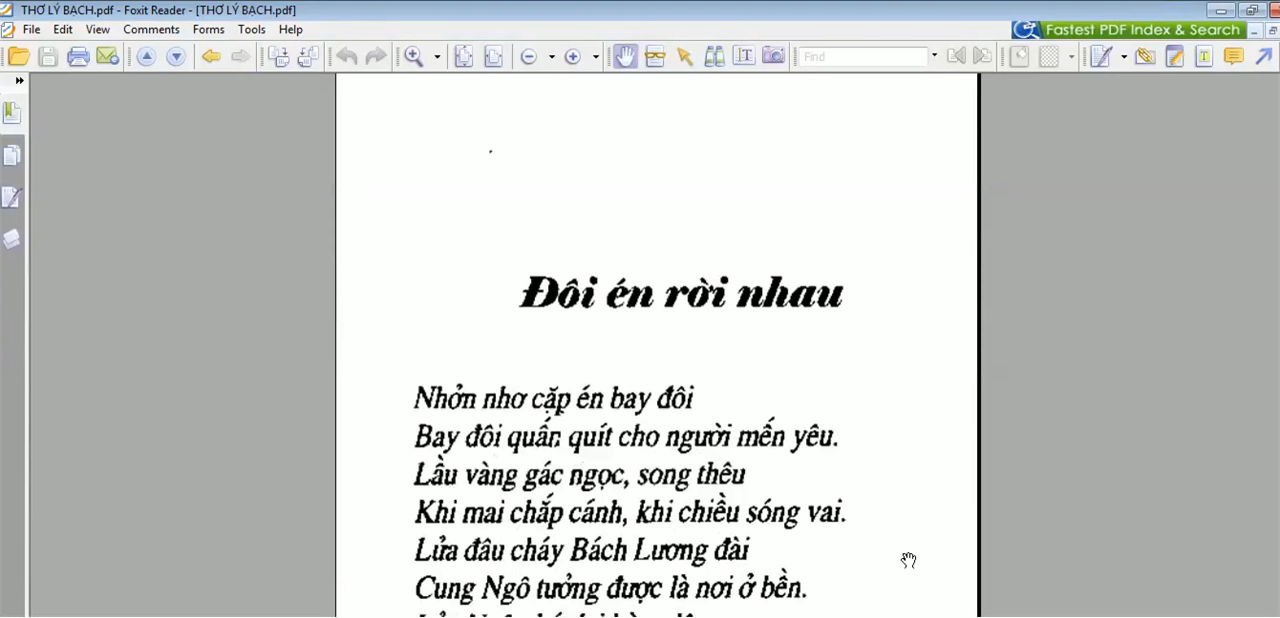 THƠ LÝ BẠCH.pdf - Foxit Reader - [THƠ LÝ BẠCH.pdf]
File Edit View Comments Forms Tools Help
Fastest PDF Index & Search
Find
Đôi én rời nhau
Nhởn nhơ cặp én bay đôi
Bay đôi quấn quít cho người mến yêu.
Lầu vàng gác ngọc, song thêu
Khi mai chắp cánh, khi chiều sóng vai.
Lửa đâu cháy Bách Lương đài
Cung Ngô tưởng được là nơi ở bền.